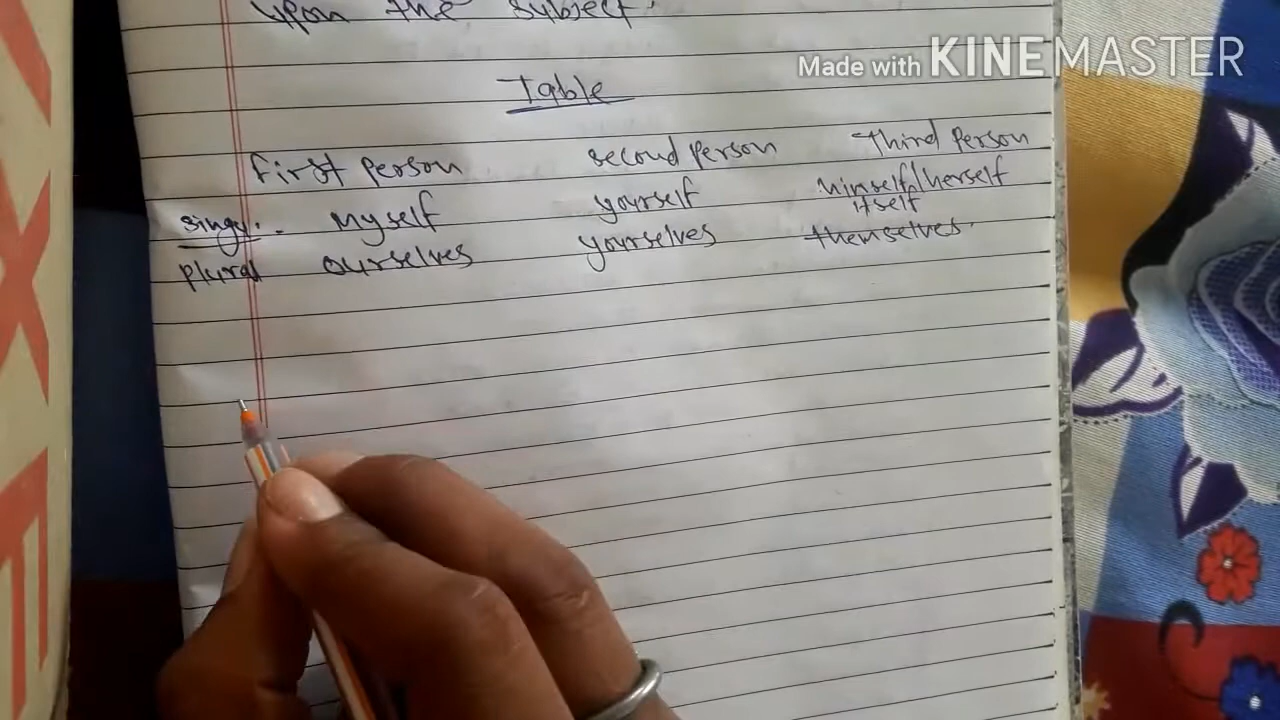 upon the subject.
Made with KINEMASTER
Table
First person second person Third person
singl. Myself yourself himself/herself
itself
plural ourselves yourselves themselves.